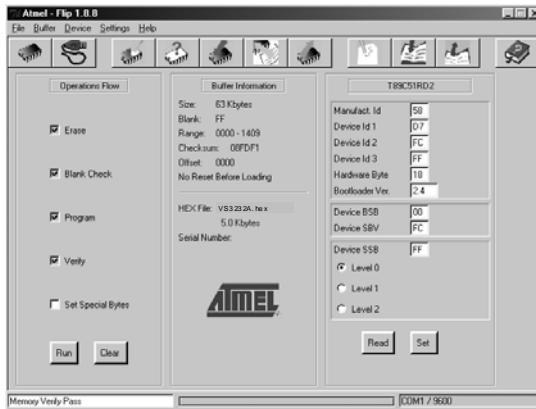 Atmel - Flip 1.8.8
File Buffer Device Settings Help
Operations Flow
Erase
Blank Check
Program
Verify
Set Special Bytes
Run Clear
Buffer Information
Size: 63 Kbytes
Blank: FF
Range: 0000 - 1409
Checksum: 08FDF1
Offset: 0000
No Reset Before Loading
HEX File: VS3232A.hex
5.0 Kbytes
Serial Number:
ATMEL
T89C51RD2
Manufact. Id 58
Device Id 1 D7
Device Id 2 FC
Device Id 3 FF
Hardware Byte 18
Bootloader Ver. 2.4
Device BSB 00
Device SBV FC
Device SSB FF
Level 0
Level 1
Level 2
Read Set
Memory Verify Pass COM1 / 9600